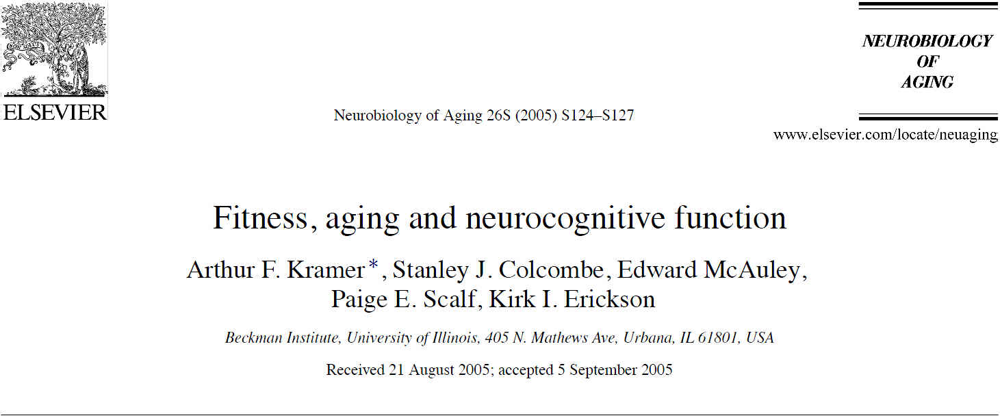 NON SOLUS
ELSEVIER
Neurobiology of Aging 26S (2005) S124–S127
NEUROBIOLOGY
OF
AGING
www.elsevier.com/locate/neuaging
Fitness, aging and neurocognitive function
Arthur F. Kramer*, Stanley J. Colcombe, Edward McAuley,
Paige E. Scalf, Kirk I. Erickson
Beckman Institute, University of Illinois, 405 N. Mathews Ave, Urbana, IL 61801, USA
Received 21 August 2005; accepted 5 September 2005